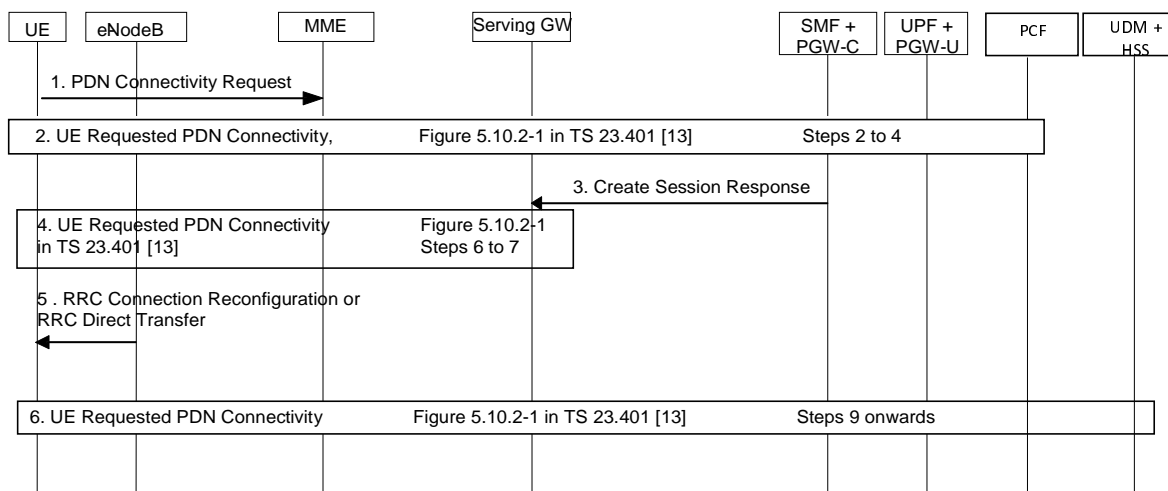 UE
eNodeB
MME
Serving GW
SMF +
PGW-C
UPF +
PGW-U
PCF
UDM +
HSS
1. PDN Connectivity Request
2. UE Requested PDN Connectivity, Figure 5.10.2-1 in TS 23.401 [13] Steps 2 to 4
3. Create Session Response
4. UE Requested PDN Connectivity Figure 5.10.2-1
in TS 23.401 [13] Steps 6 to 7
5 . RRC Connection Reconfiguration or
RRC Direct Transfer
6. UE Requested PDN Connectivity Figure 5.10.2-1 in TS 23.401 [13] Steps 9 onwards